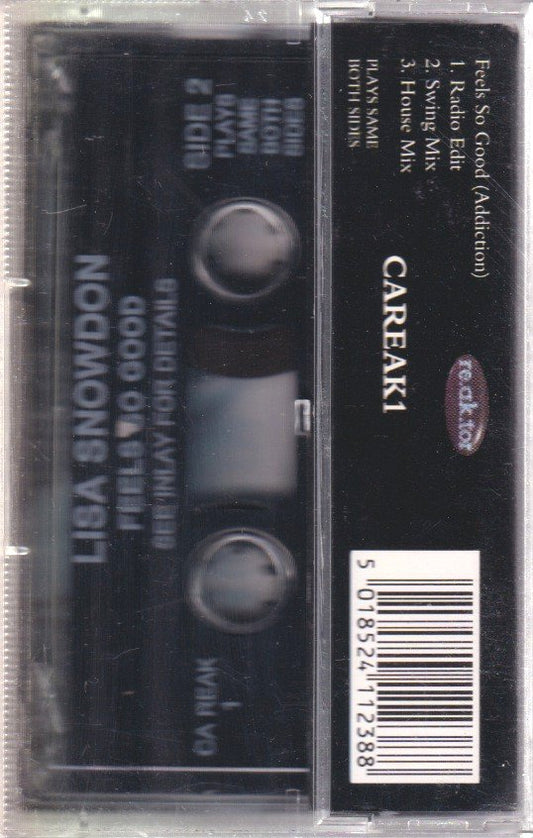 Feels So Good (Addiction)
1. Radio Edit
2. Swing Mix
3. House Mix
PLAYS SAME
BOTH SIDES
CAREAK1
re.ak.tor
5 018524 112388
SIDE 2
PLAYS
SAME
BOTH
SIDES
LISA SNOWDON
FEELS SO GOOD
SEE INLAY FOR DETAILS
CA REAK
1